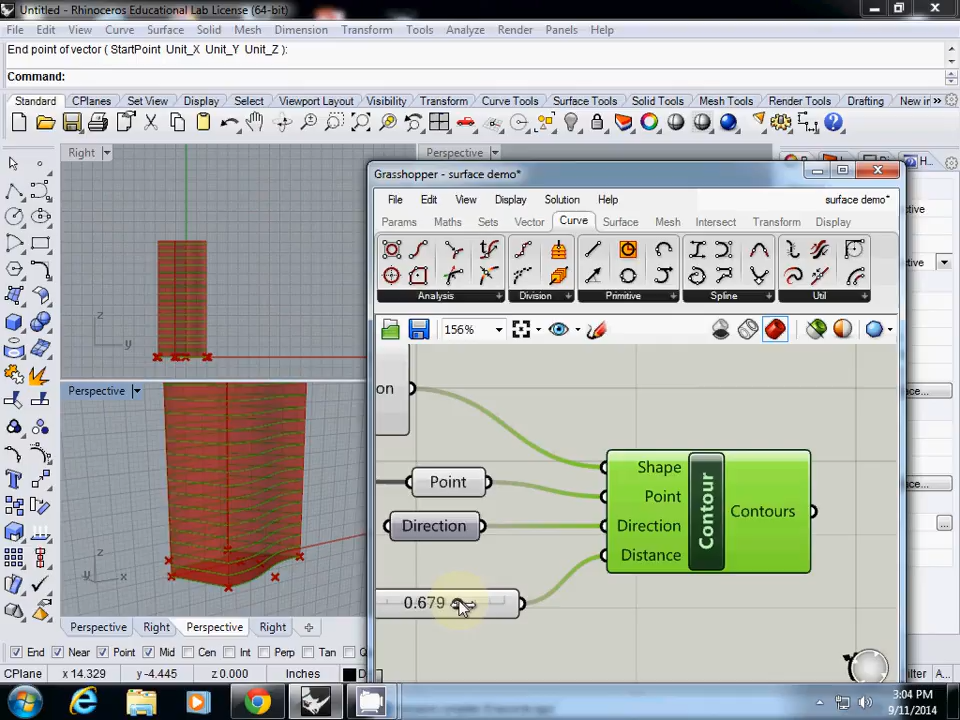 Untitled - Rhinoceros Educational Lab License (64-bit)
File Edit View Curve Surface Solid Mesh Dimension Transform Tools Analyze Render Panels Help
End point of vector ( StartPoint Unit_X Unit_Y Unit_Z ):
Command:
Standard CPlanes Set View Display Select Viewport Layout Visibility Transform Curve Tools Surface Tools Solid Tools Mesh Tools Render Tools Drafting New in »
Right
Perspective
Grasshopper - surface demo*
File Edit View Display Solution Help surface demo*
Params Maths Sets Vector Curve Surface Mesh Intersect Transform Display
Analysis Division Primitive Spline Util
156%
z
y
Perspective
on
Shape
Point
Point
Direction
Direction
Distance
Contour
Contours
0.679
z
y x
Perspective Right Perspective Right
End Near Point Mid Cen Int Perp Tan
CPlane x 14.329 y -4.445 z 0.000 Inches
3:04 PM
9/11/2014